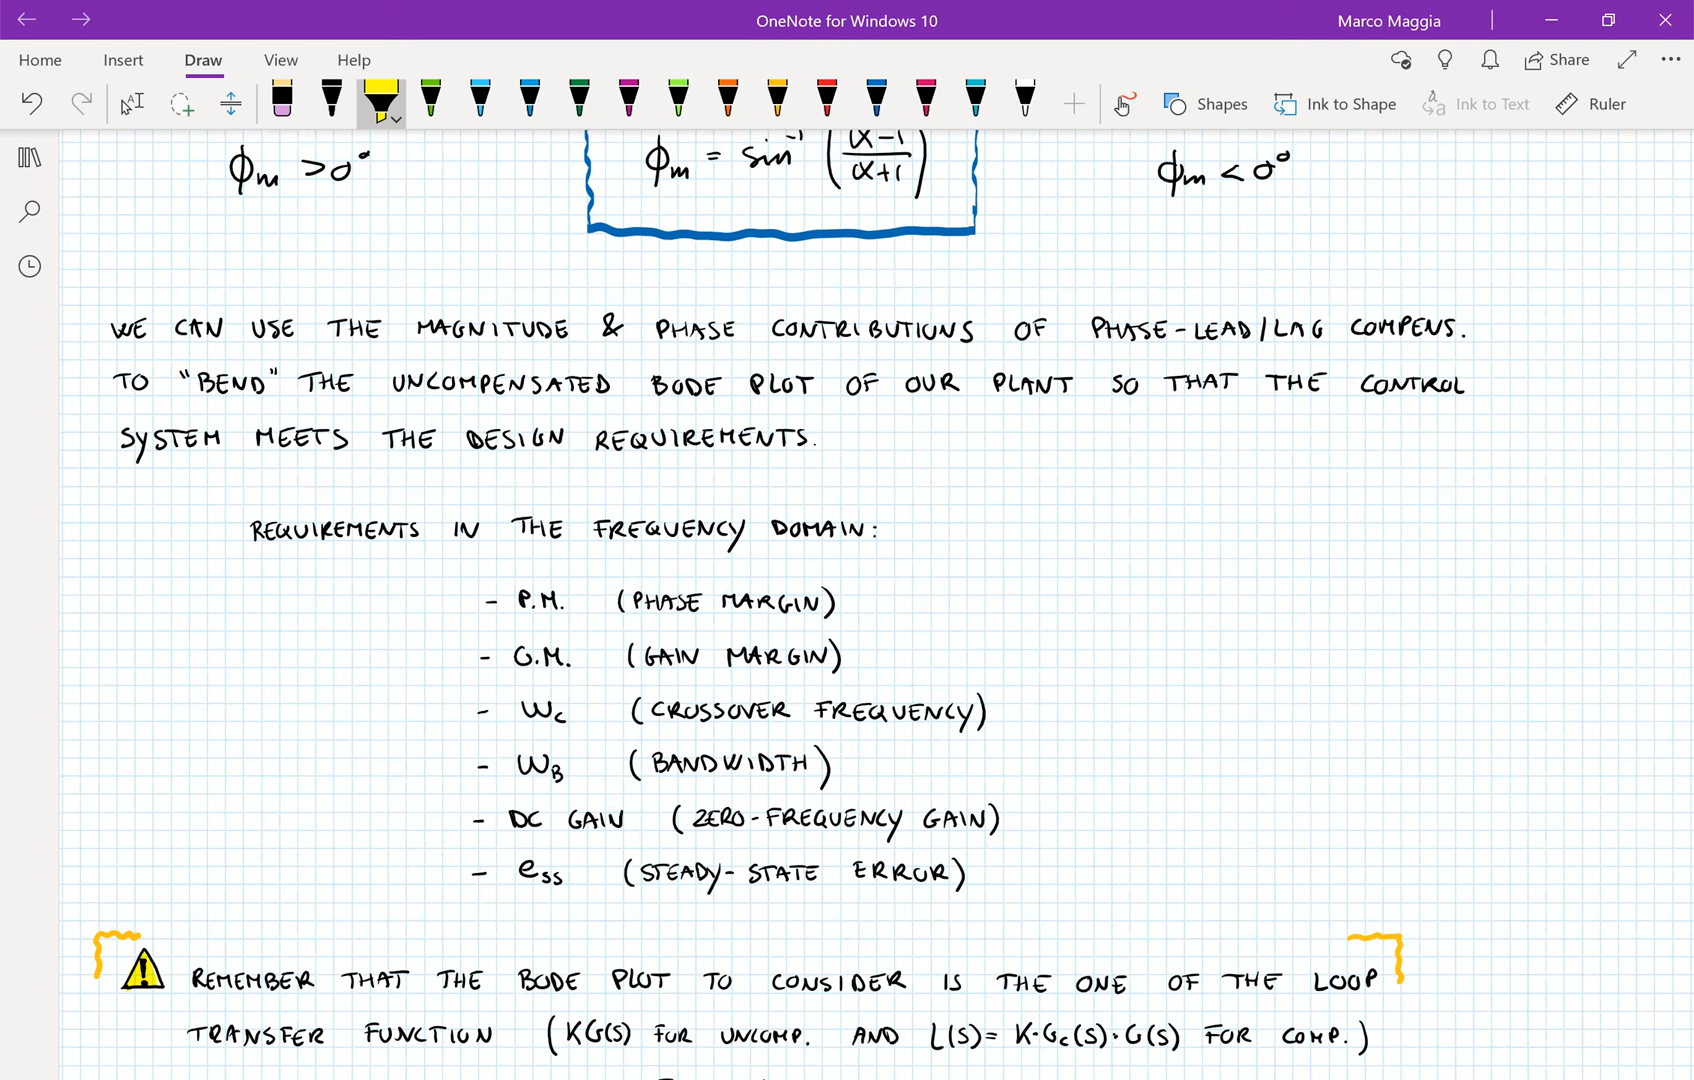 OneNote for Windows 10
Marco Maggia
Home Insert Draw View Help
Share
Shapes Ink to Shape Ink to Text Ruler
ϕm > 0°
ϕm = sin⁻¹ (α-1/α+1)
ϕm < 0°
WE CAN USE THE MAGNITUDE & PHASE CONTRIBUTIONS OF PHASE-LEAD/LAG COMPENS.
TO "BEND" THE UNCOMPENSATED BODE PLOT OF OUR PLANT SO THAT THE CONTROL
SYSTEM MEETS THE DESIGN REQUIREMENTS.
REQUIREMENTS IN THE FREQUENCY DOMAIN:
- P.M. (PHASE MARGIN)
- G.M. (GAIN MARGIN)
- ωc (CROSSOVER FREQUENCY)
- ωB (BANDWIDTH)
- DC GAIN (ZERO-FREQUENCY GAIN)
- ess (STEADY-STATE ERROR)
! REMEMBER THAT THE BODE PLOT TO CONSIDER IS THE ONE OF THE LOOP
TRANSFER FUNCTION (KG(S) FOR UNCOMP. AND L(S)= K·Gc(S)·G(S) FOR COMP.)